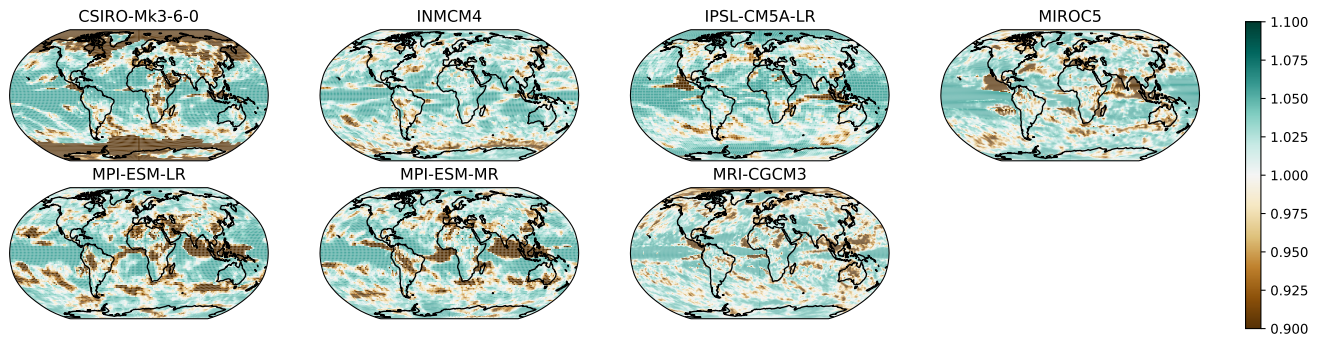 CSIRO-Mk3-6-0
INMCM4
IPSL-CM5A-LR
MIROC5
MPI-ESM-LR
MPI-ESM-MR
MRI-CGCM3
1.100
1.075
1.050
1.025
1.000
0.975
0.950
0.925
0.900